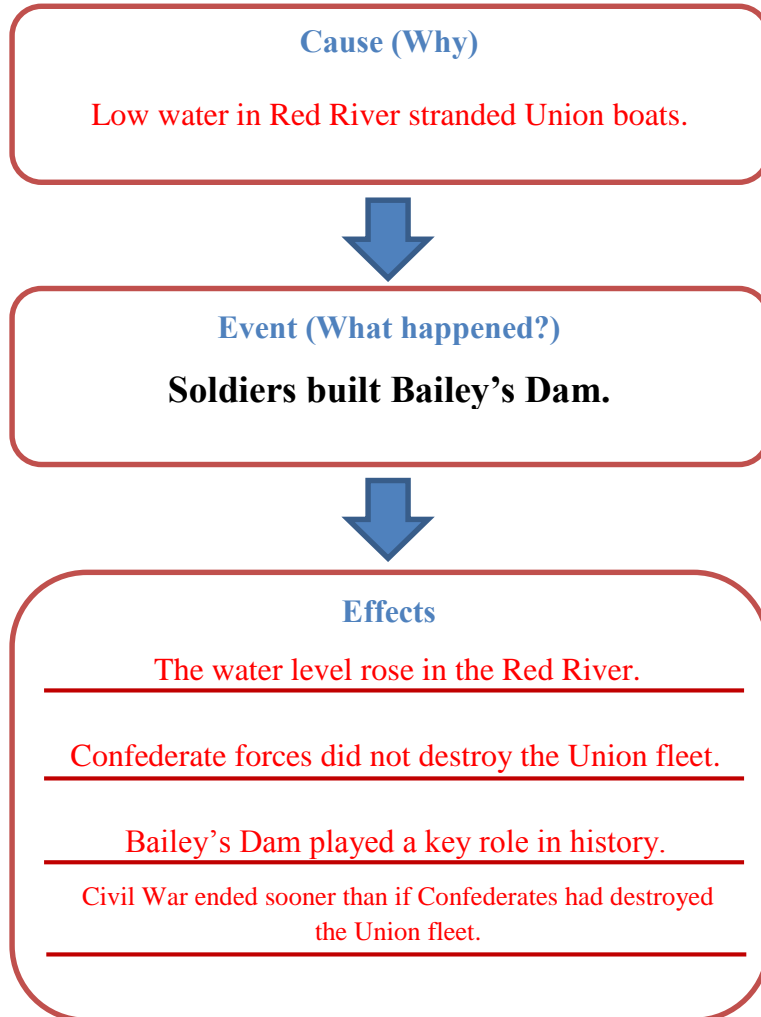 Cause (Why)
Low water in Red River stranded Union boats.
Event (What happened?)
Soldiers built Bailey’s Dam.
Effects
The water level rose in the Red River.
Confederate forces did not destroy the Union fleet.
Bailey’s Dam played a key role in history.
Civil War ended sooner than if Confederates had destroyed
the Union fleet.